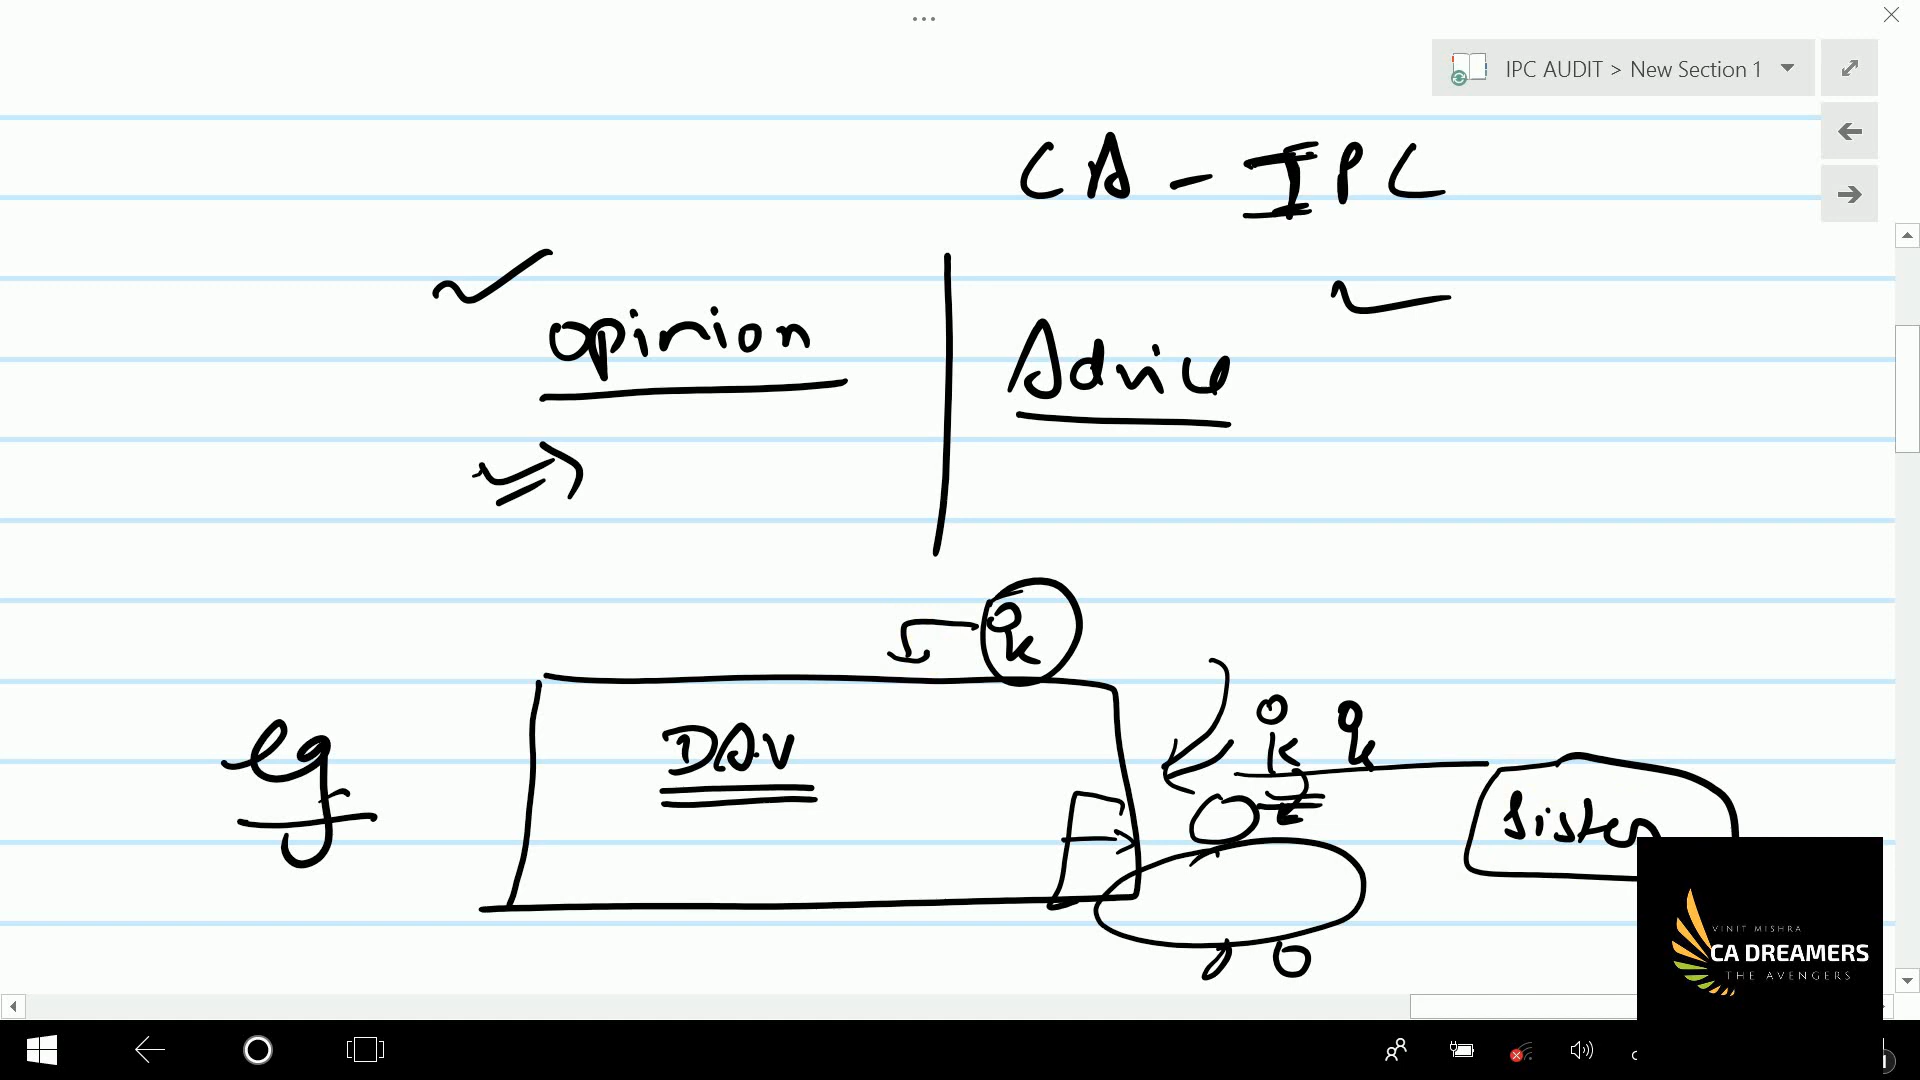 IPC AUDIT > New Section 1
CA - IPC
opinion
Advice
eg
DAV
Sister
VINIT MISHRA
CA DREAMERS
THE AVENGERS